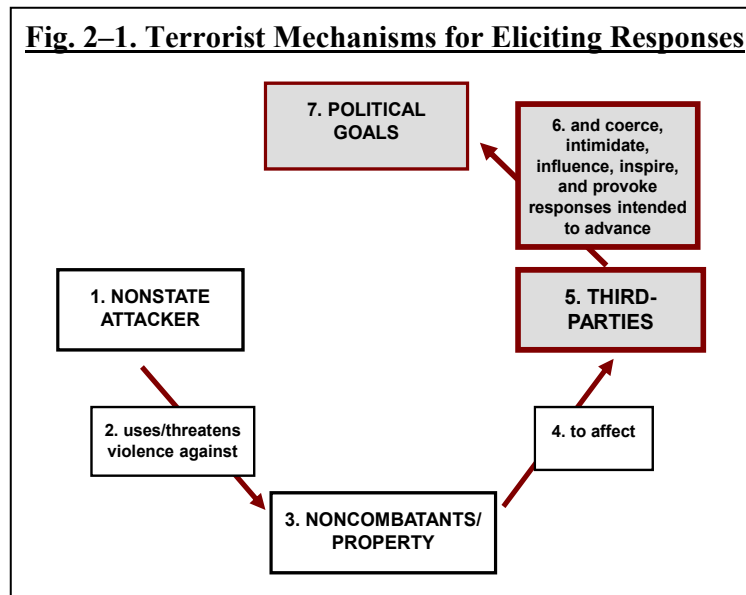 Fig. 2–1. Terrorist Mechanisms for Eliciting Responses
1. NONSTATE
ATTACKER
2. uses/threatens
violence against
3. NONCOMBATANTS/
PROPERTY
4. to affect
5. THIRD-
PARTIES
6. and coerce,
intimidate,
influence, inspire,
and provoke
responses intended
to advance
7. POLITICAL
GOALS